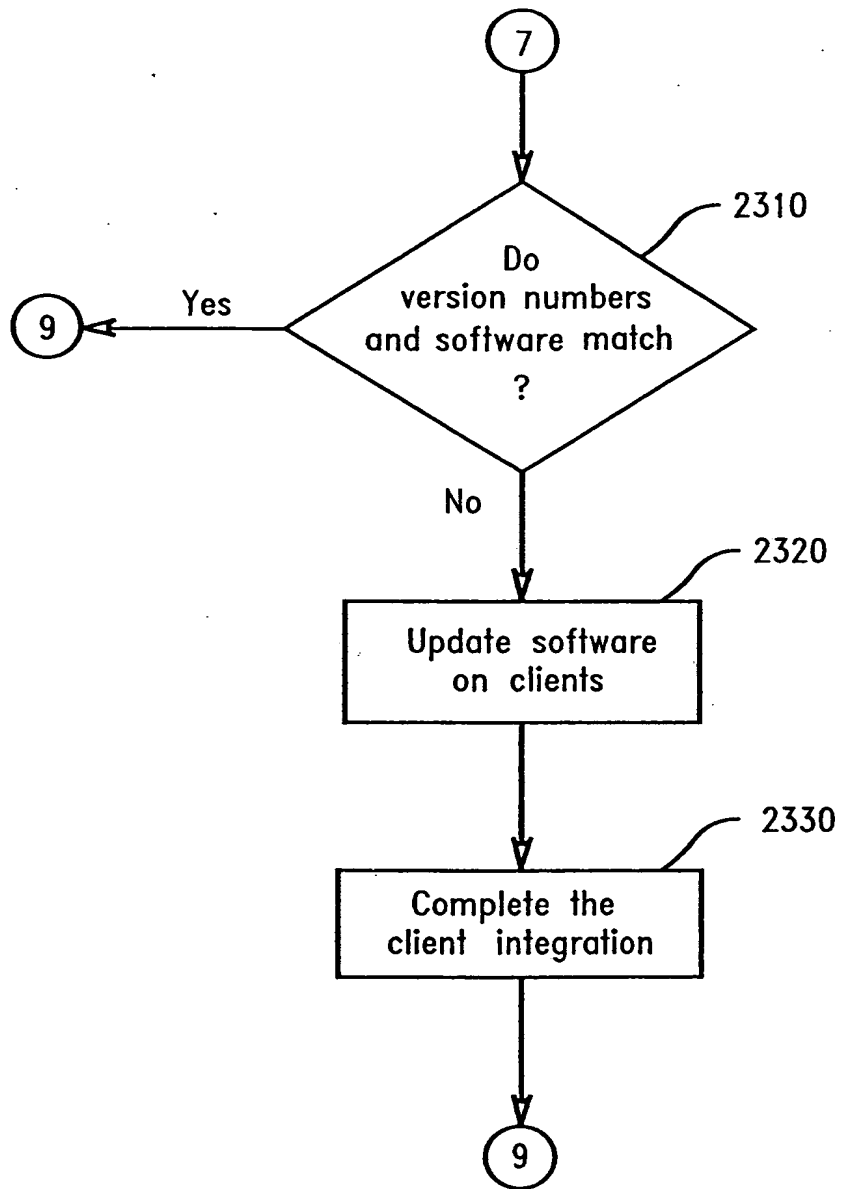 7
2310
Do
version numbers
and software match
?
Yes
9
No
2320
Update software
on clients
2330
Complete the
client integration
9